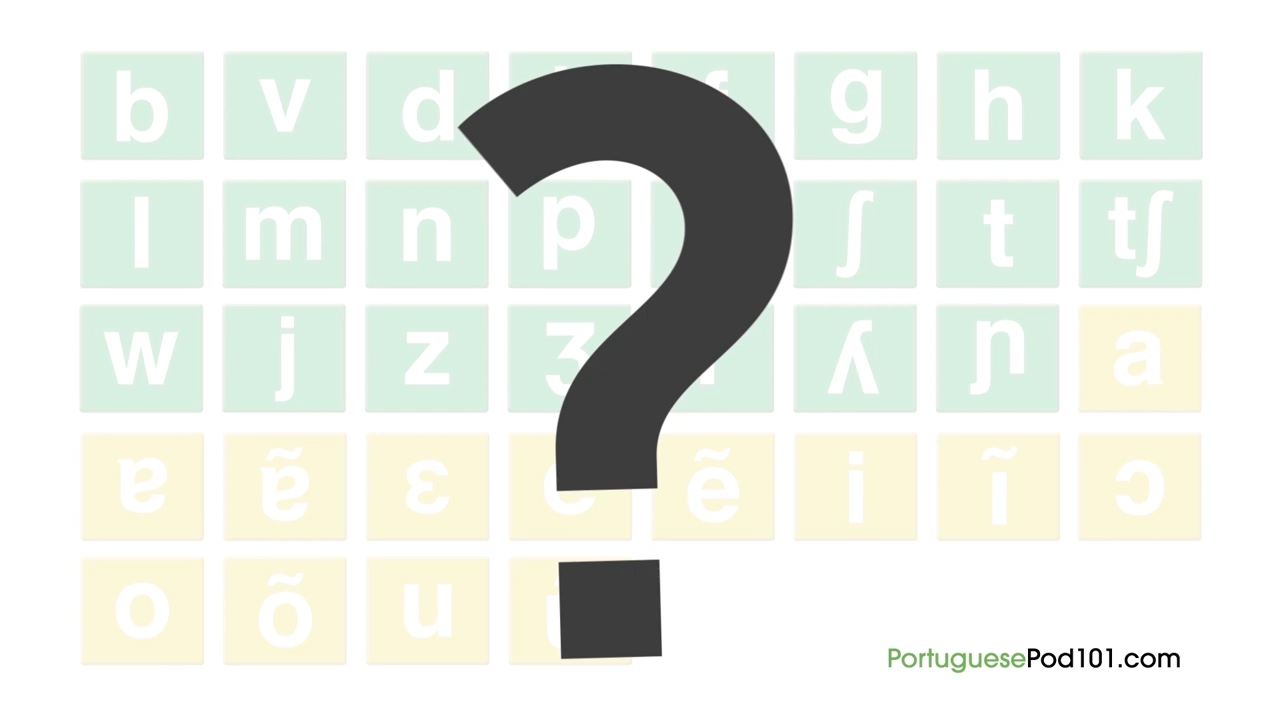 b v d f g h k
l m n p ʃ t tʃ
w j z ʒ ʎ ɲ a
ɐ ɐ̃ ɛ e ẽ i ĩ ɔ
o õ u
?
PortuguesePod101.com